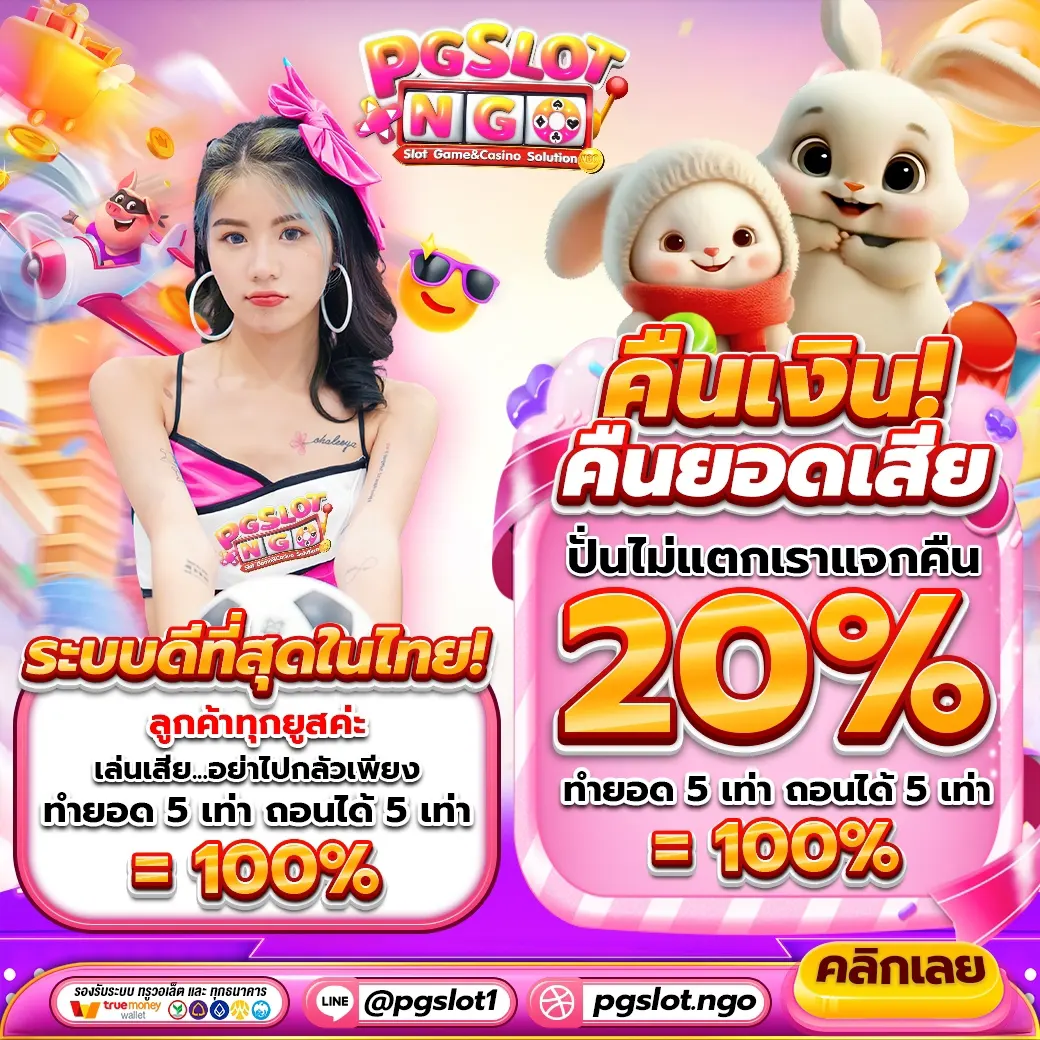 PGSLOT
NGO
Slot Game&Casino Solution
ohaleeya
PGSLOT
NGO
Slot Game&Casino Solution
คืนเงิน!
คืนยอดเสีย
ปั่นไม่แตกเราแจกคืน
20%
ทำยอด 5 เท่า ถอนได้ 5 เท่า
= 100%
ระบบดีที่สุดในไทย!
ลูกค้าทุกยูสค่ะ
เล่นเสีย...อย่าไปกลัวเพียง
ทำยอด 5 เท่า ถอนได้ 5 เท่า
= 100%
คลิกเลย
รองรับระบบ ทรูวอเล็ต และ ทุกธนาคาร
truemoney
wallet
LINE @pgslot1
pgslot.ngo